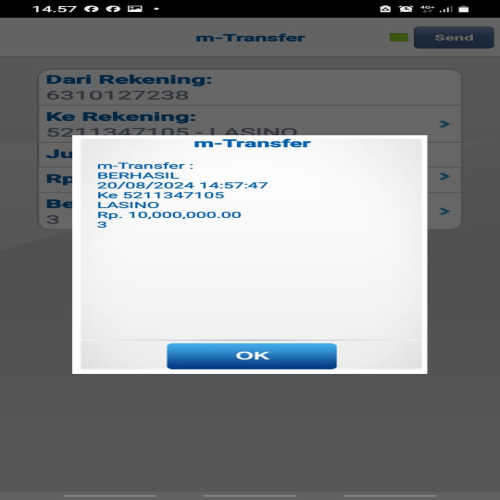 14.57
4G+
m-Transfer
Send
Dari Rekening:
6310127238
Ke Rekening:
5211347105 - LASINO
Ju
Rp
Be
3
m-Transfer
m-Transfer :
BERHASIL
20/08/2024 14:57:47
Ke 5211347105
LASINO
Rp. 10,000,000.00
3
OK